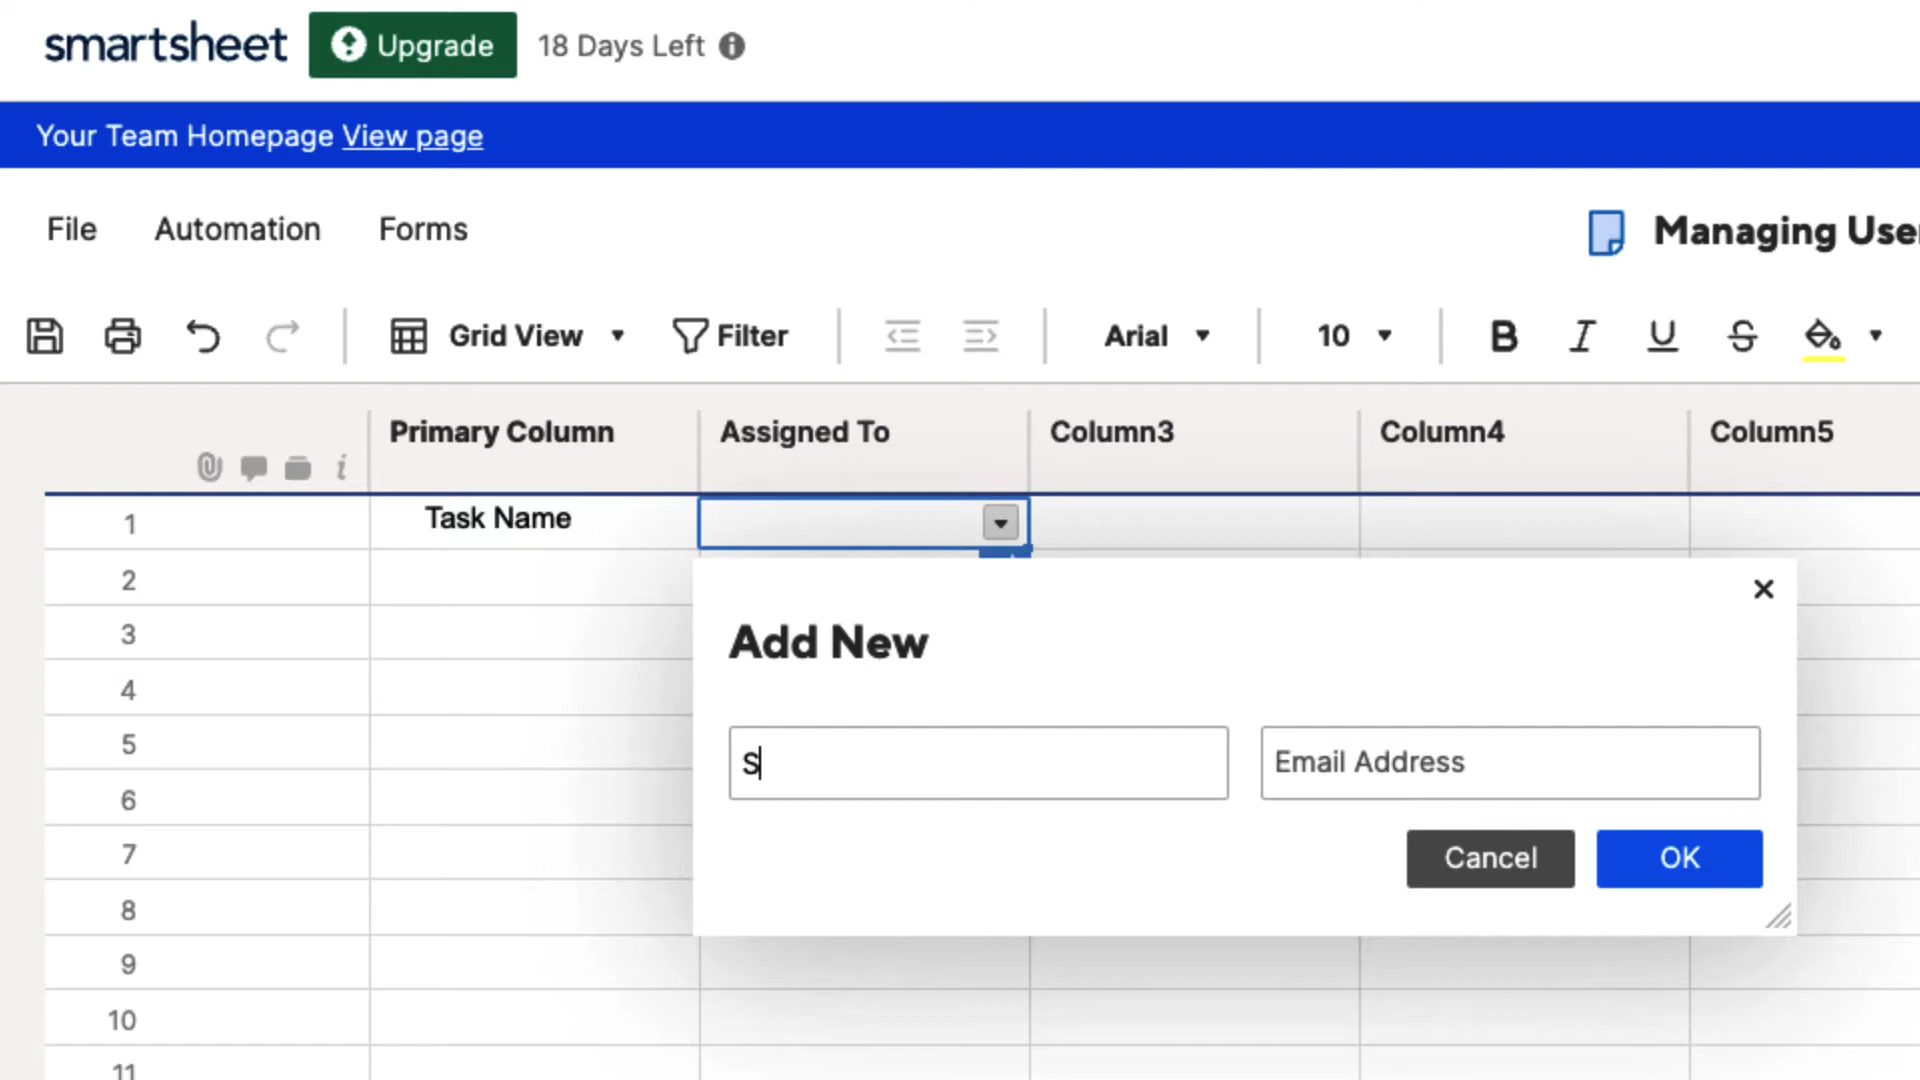 smartsheet Upgrade 18 Days Left
Your Team Homepage View page
File Automation Forms Managing User
Grid View Filter Arial 10 B I U S
Primary Column Assigned To Column3 Column4 Column5
1 Task Name
2
3
4
5
6
7
8
9
10
11
Add New
S
Email Address
Cancel OK